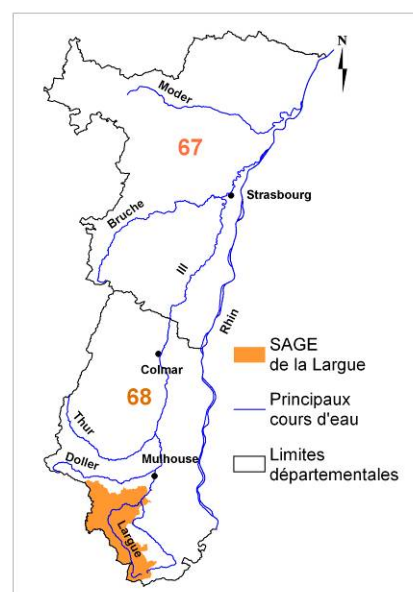 N
Moder
67
Strasbourg
Bruche
Ill
Rhin
SAGE
de la Largue
Colmar
Principaux
cours d'eau
68
Thur
Limites
départementales
Doller
Mulhouse
Largue